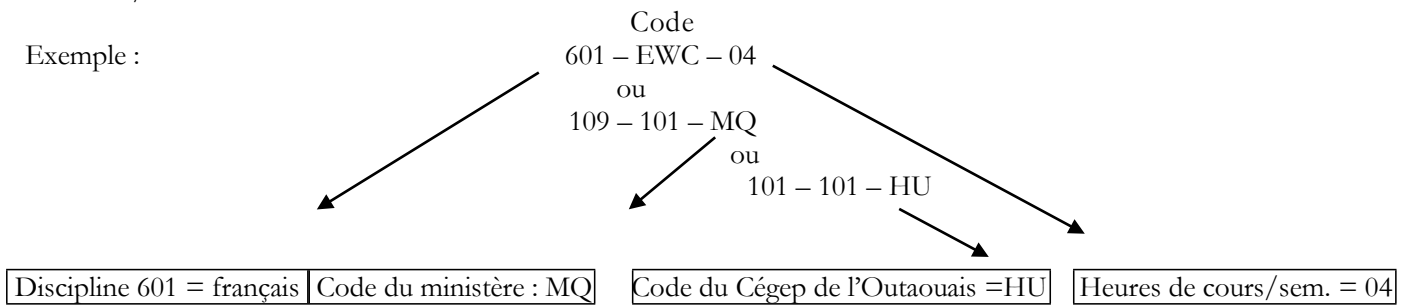 Code
Exemple : 601 – EWC – 04
ou
109 – 101 – MQ
ou
101 – 101 – HU
Discipline 601 = français Code du ministère : MQ Code du Cégep de l’Outaouais =HU Heures de cours/sem. = 04